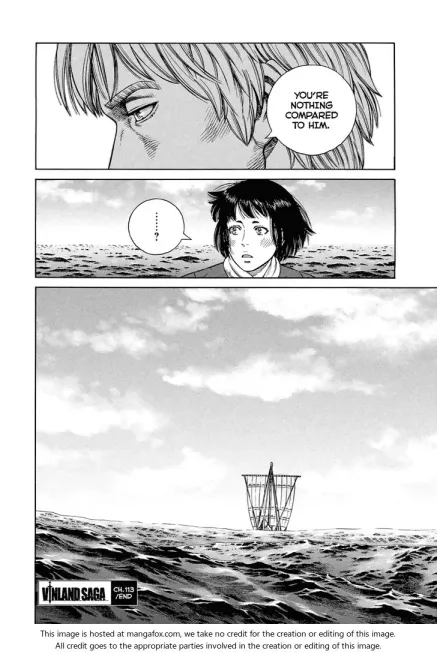 YOU'RE
NOTHING
COMPARED
TO HIM.
......
?
VINLAND SAGA
CH.113
/END
This image is hosted at mangafox.com, we take no credit for the creation or editing of this image.
All credit goes to the appropriate parties involved in the creation or editing of this image.